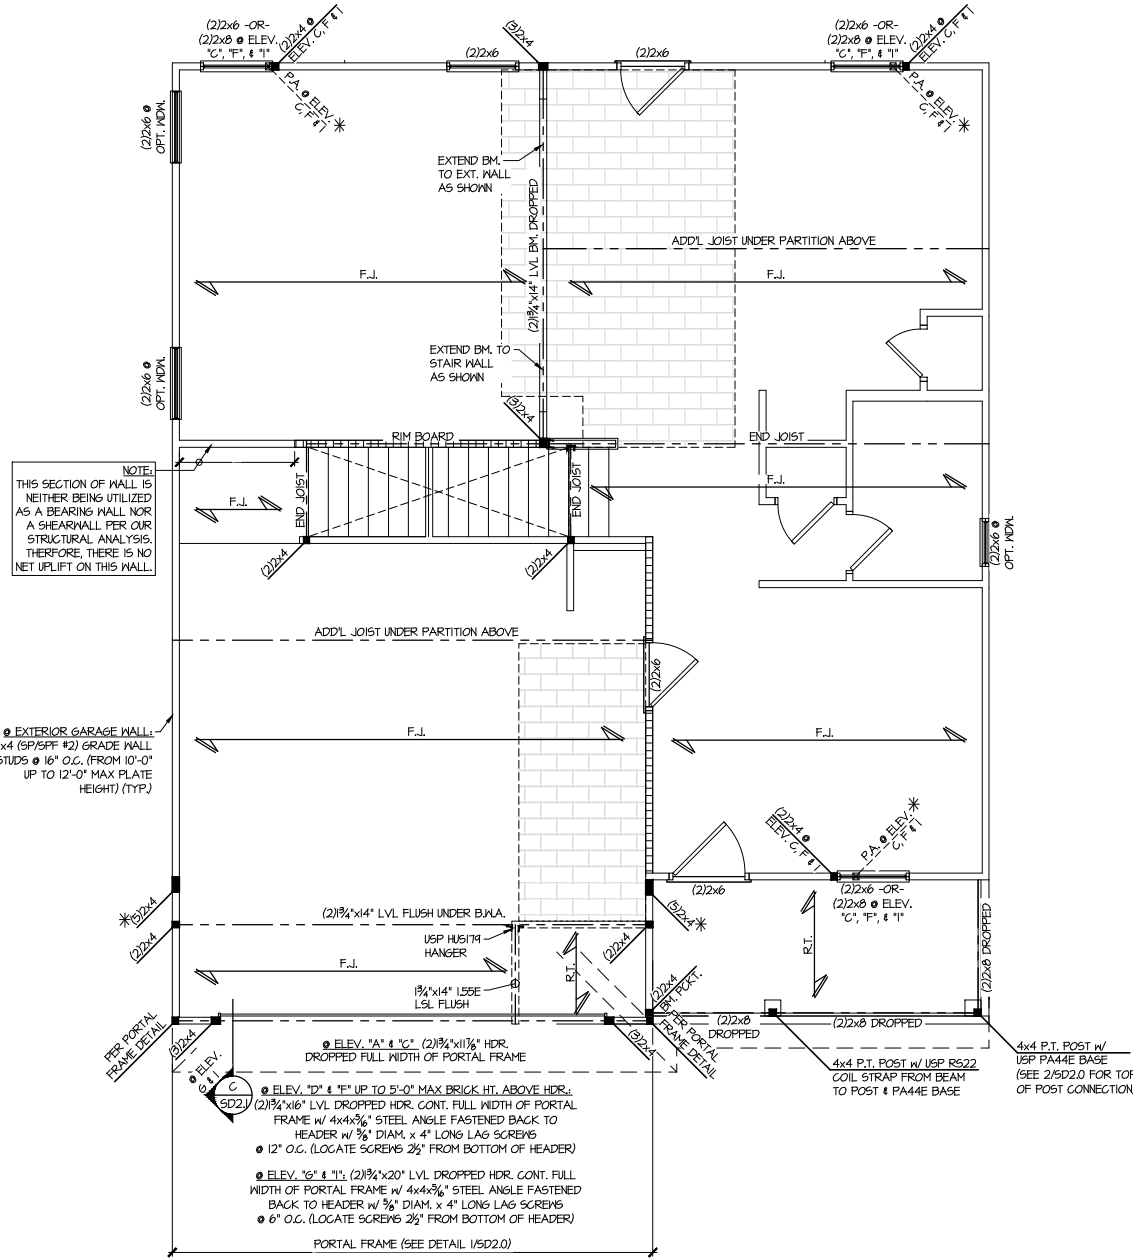 (2)2x6 -OR-
(2)2x8 @ ELEV.
"C", "F", & "I"
(2)2x4 @
ELEV. C, F & I
P.A. @ ELEV.
C, F & I
(2)2x6
(3)2x4
(2)2x6
(2)2x6 -OR-
(2)2x8 @ ELEV.
"C", "F", & "I"
(2)2x4 @
ELEV. C, F & I
P.A. @ ELEV.
C, F & I
(2)2x6 @
OPT. WDW.
EXTEND BM.
TO EXT. WALL
AS SHOWN
(2)1¾"x14" LVL BM. DROPPED
ADD'L JOIST UNDER PARTITION ABOVE
F.J.
F.J.
EXTEND BM. TO
STAIR WALL
AS SHOWN
(2)2x6 @
OPT. WDW.
(3)2x4
RIM BOARD
END JOIST
NOTE:
THIS SECTION OF WALL IS
NEITHER BEING UTILIZED
AS A BEARING WALL NOR
A SHEARWALL PER OUR
STRUCTURAL ANALYSIS.
THERFORE, THERE IS NO
NET UPLIFT ON THIS WALL.
F.J.
END JOIST
END JOIST
F.J.
(2)2x6 @
OPT. WDW.
(2)2x4
(2)2x4
ADD'L JOIST UNDER PARTITION ABOVE
(2)2x6
@ EXTERIOR GARAGE WALL:
x4 (SP/SPF #2) GRADE WALL
STUDS @ 16" O.C. (FROM 10'-0"
UP TO 12'-0" MAX PLATE
HEIGHT) (TYP.)
F.J.
F.J.
(2)2x4 @
ELEV. C, F & I
P.A. @ ELEV.
C, F & I
(2)2x6
(2)2x6 -OR-
(2)2x8 @ ELEV.
"C", "F", & "I"
(5)2x4
(2)2x4
(2)1¾"x14" LVL FLUSH UNDER B.W.A.
USP HUS179
HANGER
(5)2x4
(2)2x4
R.T.
R.T.
(2)2x8 DROPPED
F.J.
1¾"x14" 1.55E
LSL FLUSH
(2)2x4
BM. PCKT.
PER PORTAL
FRAME DETAIL
(3)2x4
(3)2x4
PER PORTAL
FRAME DETAIL
(2)2x8
DROPPED
(2)2x8 DROPPED
@ ELEV. "A" & "C" (2)1¾"x11⅞" HDR.
DROPPED FULL WIDTH OF PORTAL FRAME
4x4 P.T. POST W/ USP RS22
COIL STRAP FROM BEAM
TO POST & PA44E BASE
4x4 P.T. POST W/
USP PA44E BASE
(SEE 2/SD2.0 FOR TOP
OF POST CONNECTION
@ ELEV.
G & I
C
SD2.1
@ ELEV. "D" & "F" UP TO 5'-0" MAX BRICK HT. ABOVE HDR.:
(2)1¾"x16" LVL DROPPED HDR. CONT. FULL WIDTH OF PORTAL
FRAME W/ 4x4x5/16" STEEL ANGLE FASTENED BACK TO
HEADER W/ ⅝" DIAM. x 4" LONG LAG SCREWS
@ 12" O.C. (LOCATE SCREWS 2½" FROM BOTTOM OF HEADER)
@ ELEV. "G" & "I": (2)1¾"x20" LVL DROPPED HDR. CONT. FULL
WIDTH OF PORTAL FRAME W/ 4x4x5/16" STEEL ANGLE FASTENED
BACK TO HEADER W/ ⅝" DIAM. x 4" LONG LAG SCREWS
@ 6" O.C. (LOCATE SCREWS 2½" FROM BOTTOM OF HEADER)
PORTAL FRAME (SEE DETAIL 1/SD2.0)